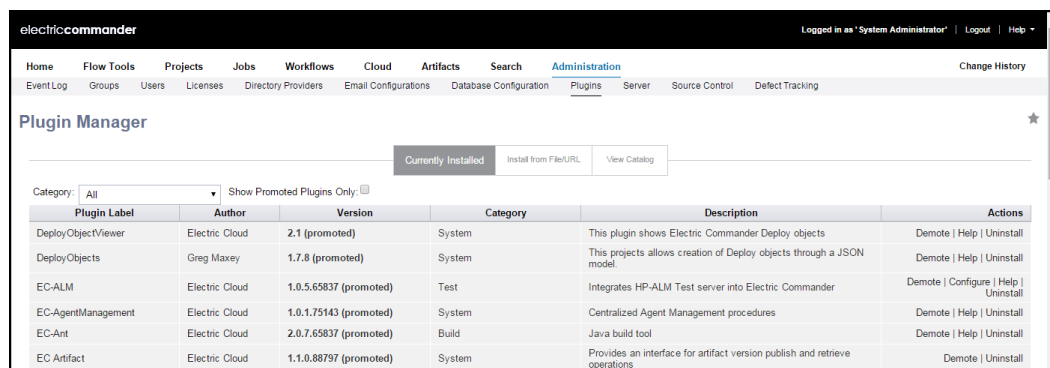 electriccommander Logged in as 'System Administrator' | Logout | Help
Home Flow Tools Projects Jobs Workflows Cloud Artifacts Search Administration Change History
Event Log Groups Users Licenses Directory Providers Email Configurations Database Configuration Plugins Server Source Control Defect Tracking
Plugin Manager
Currently Installed Install from File/URL View Catalog
Category: All Show Promoted Plugins Only:
Plugin Label Author Version Category Description Actions
DeployObjectViewer Electric Cloud 2.1 (promoted) System This plugin shows Electric Commander Deploy objects Demote | Help | Uninstall
DeployObjects Greg Maxey 1.7.8 (promoted) System This projects allows creation of Deploy objects through a JSON model. Demote | Help | Uninstall
EC-ALM Electric Cloud 1.0.5.65837 (promoted) Test Integrates HP-ALM Test server into Electric Commander Demote | Configure | Help | Uninstall
EC-AgentManagement Electric Cloud 1.0.1.75143 (promoted) System Centralized Agent Management procedures Demote | Help | Uninstall
EC-Ant Electric Cloud 2.0.7.65837 (promoted) Build Java build tool Demote | Help | Uninstall
EC Artifact Electric Cloud 1.1.0.88797 (promoted) System Provides an interface for artifact version publish and retrieve operations Demote | Uninstall